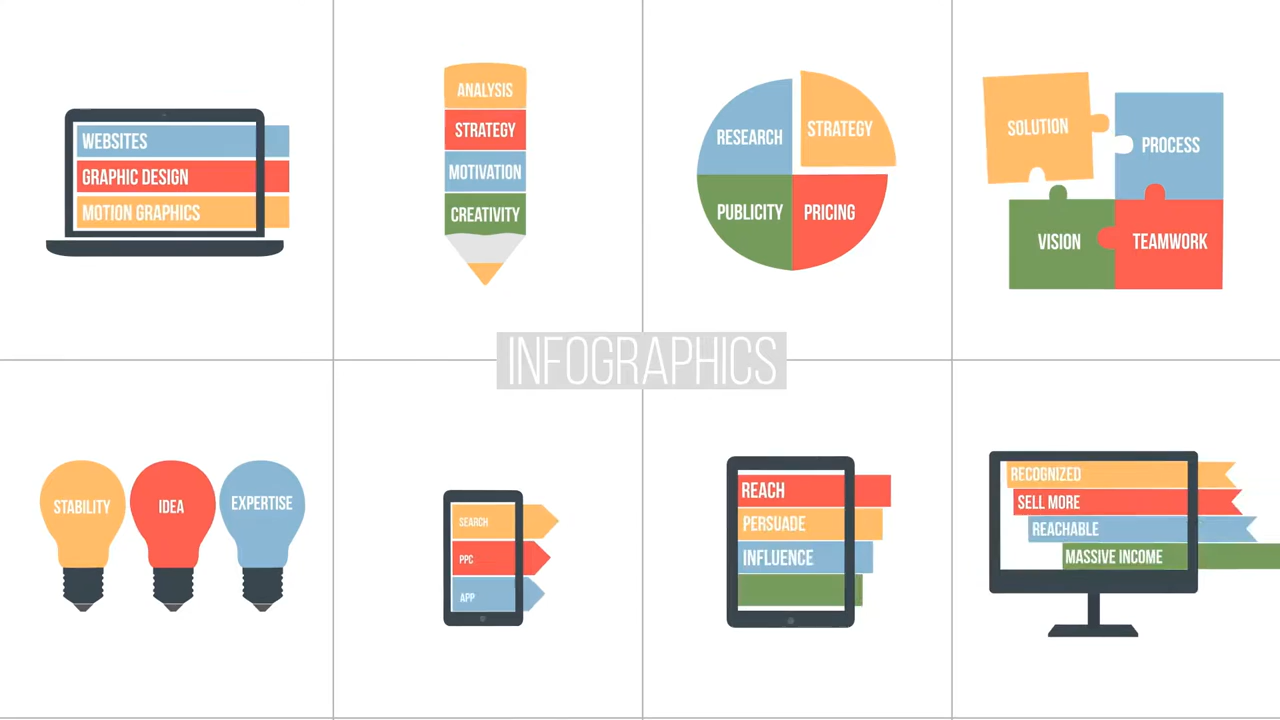 WEBSITES
GRAPHIC DESIGN
MOTION GRAPHICS
ANALYSIS
STRATEGY
MOTIVATION
CREATIVITY
RESEARCH
STRATEGY
PUBLICITY
PRICING
SOLUTION
PROCESS
VISION
TEAMWORK
INFOGRAPHICS
STABILITY
IDEA
EXPERTISE
SEARCH
PPC
APP
REACH
PERSUADE
INFLUENCE
RECOGNIZED
SELL MORE
REACHABLE
MASSIVE INCOME